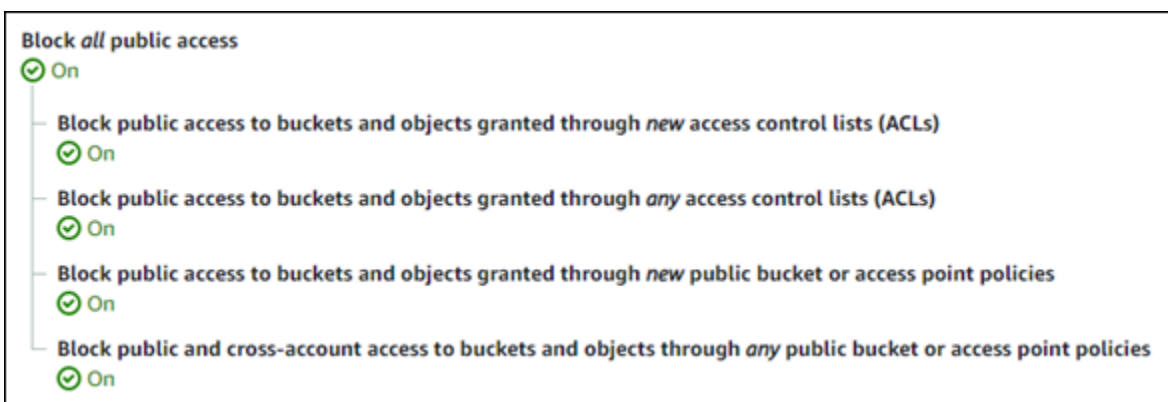 Block all public access
On
Block public access to buckets and objects granted through new access control lists (ACLs)
On
Block public access to buckets and objects granted through any access control lists (ACLs)
On
Block public access to buckets and objects granted through new public bucket or access point policies
On
Block public and cross-account access to buckets and objects through any public bucket or access point policies
On